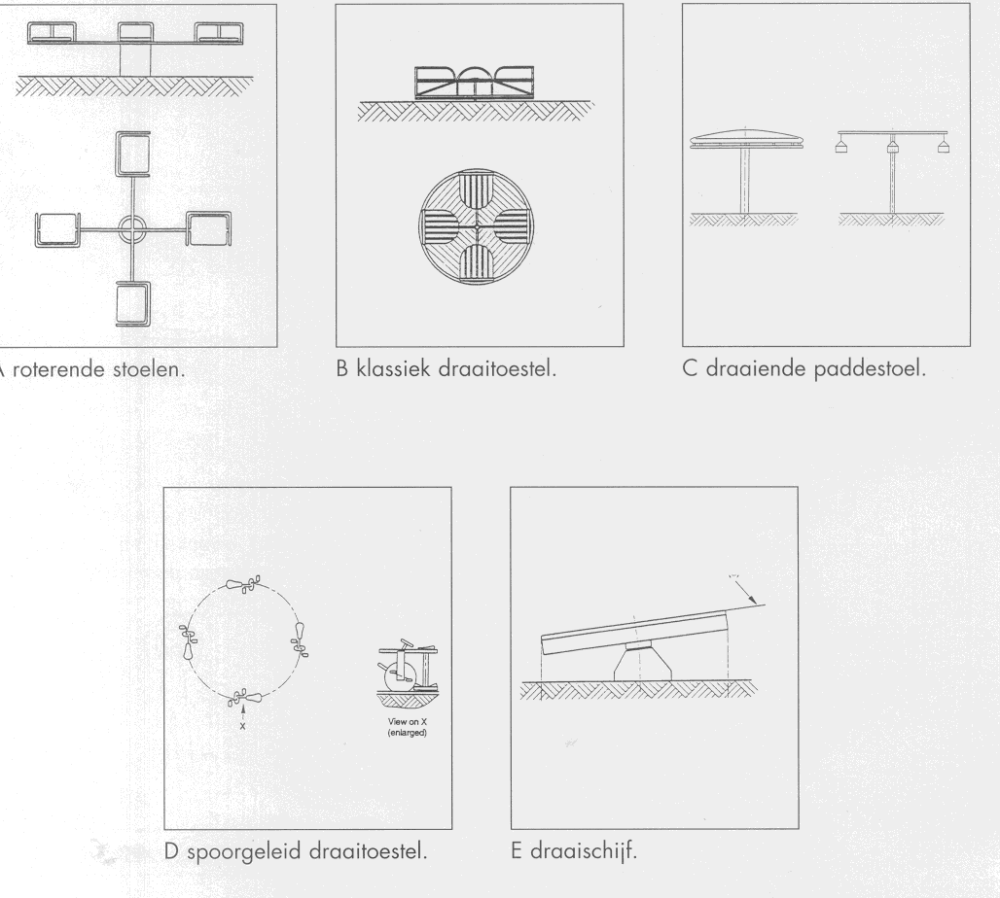 A roterende stoelen.
B klassiek draaitoestel.
C draaiende paddestoel.
X
View on X
(enlarged)
D spoorgeleid draaitoestel.
E draaischijf.